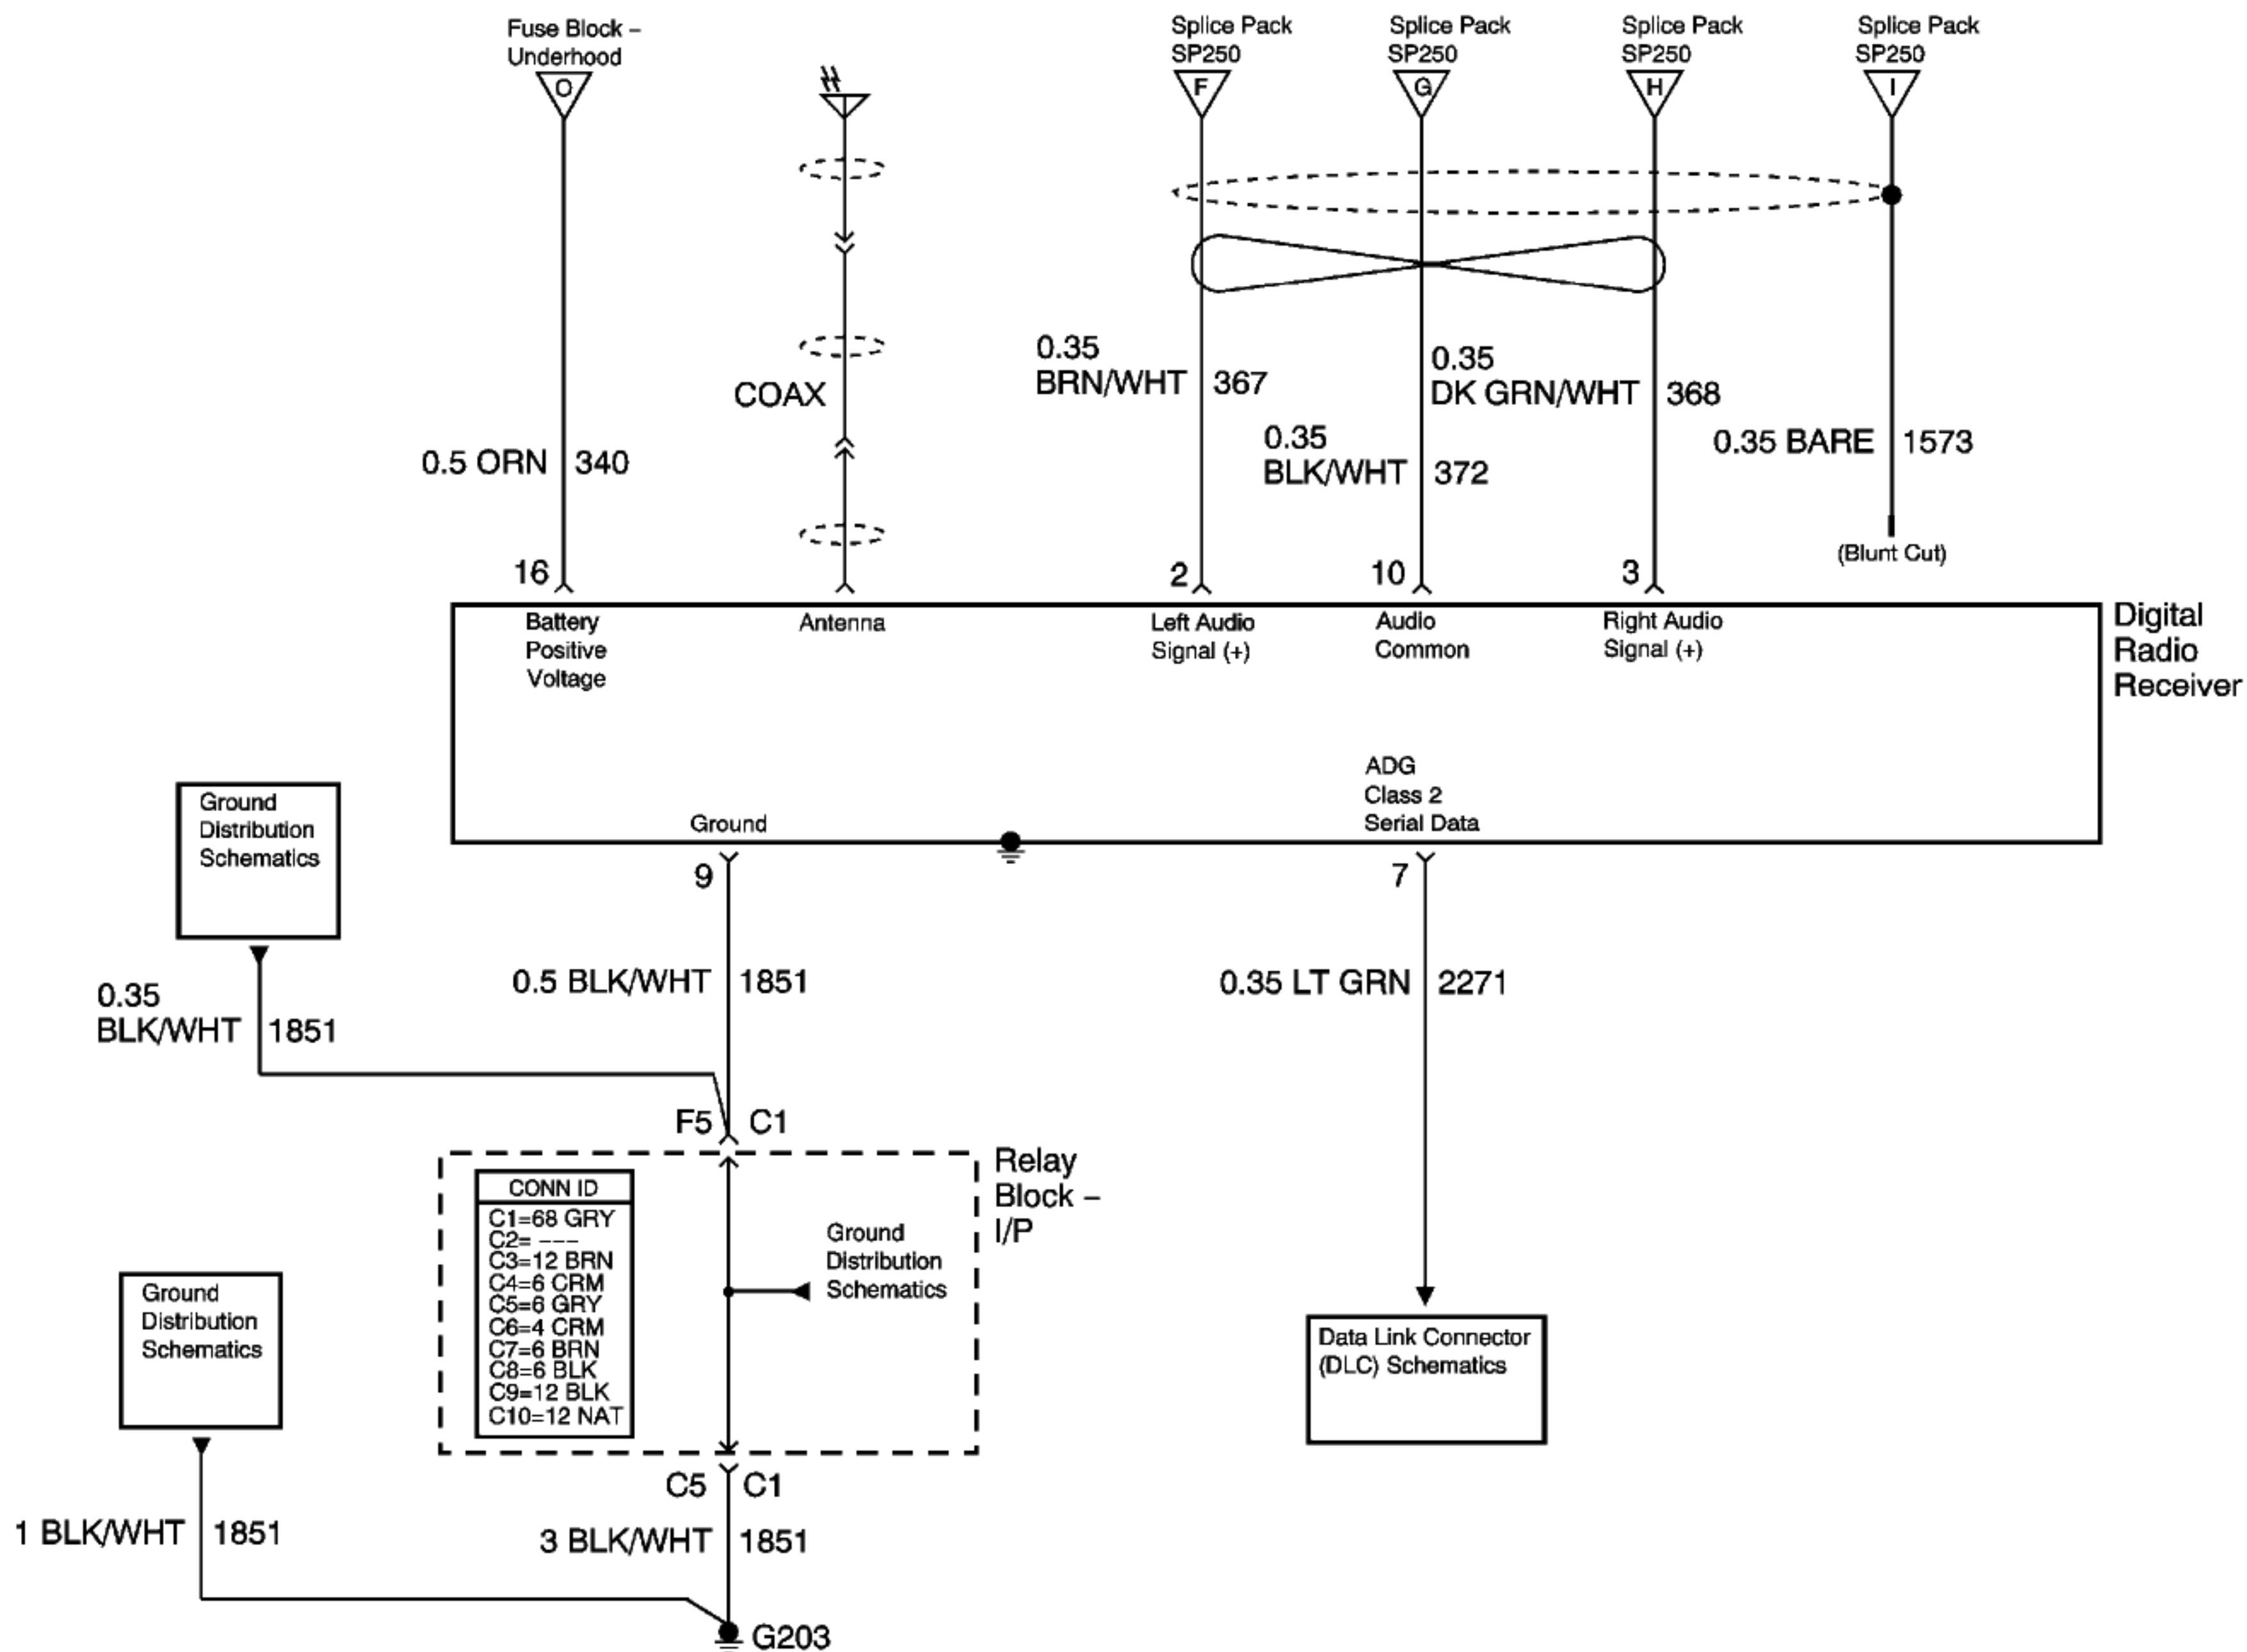 Fuse Block –
Underhood
O
Splice Pack
SP250
F
Splice Pack
SP250
G
Splice Pack
SP250
H
Splice Pack
SP250
I
0.5 ORN 340
COAX
0.35
BRN/WHT 367
0.35
BLK/WHT 372
0.35
DK GRN/WHT 368
0.35 BARE 1573
(Blunt Cut)
16
2
10
3
Battery
Positive
Voltage
Antenna
Left Audio
Signal (+)
Audio
Common
Right Audio
Signal (+)
Digital
Radio
Receiver
Ground
ADG
Class 2
Serial Data
9
7
Ground
Distribution
Schematics
0.35
BLK/WHT 1851
0.5 BLK/WHT 1851
0.35 LT GRN 2271
F5 C1
Relay
Block –
I/P
CONN ID
C1=68 GRY
C2= ---
C3=12 BRN
C4=6 CRM
C5=6 GRY
C6=4 CRM
C7=6 BRN
C8=6 BLK
C9=12 BLK
C10=12 NAT
Ground
Distribution
Schematics
Ground
Distribution
Schematics
Data Link Connector
(DLC) Schematics
C5 C1
1 BLK/WHT 1851
3 BLK/WHT 1851
G203